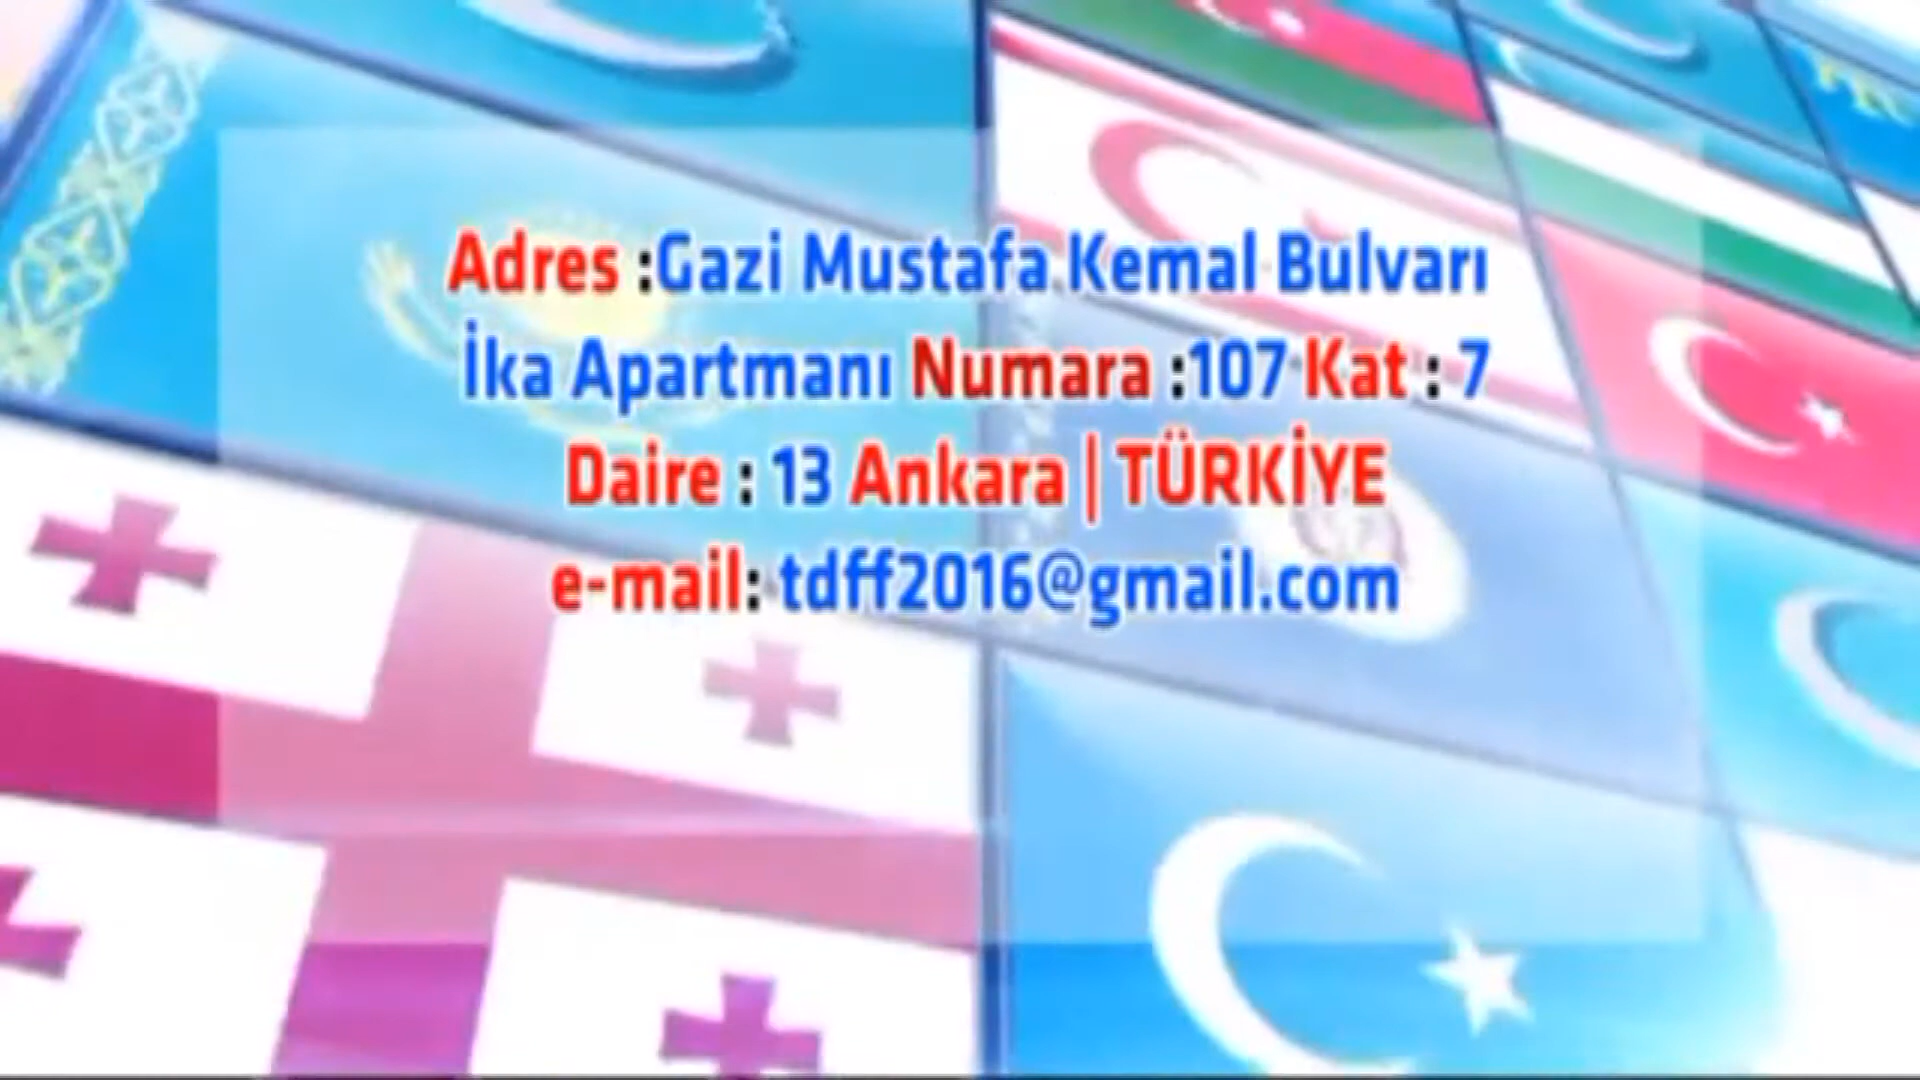 Adres :Gazi Mustafa Kemal Bulvarı
İka Apartmanı Numara :107 Kat : 7
Daire : 13 Ankara | TÜRKİYE
e-mail: tdff2016@gmail.com